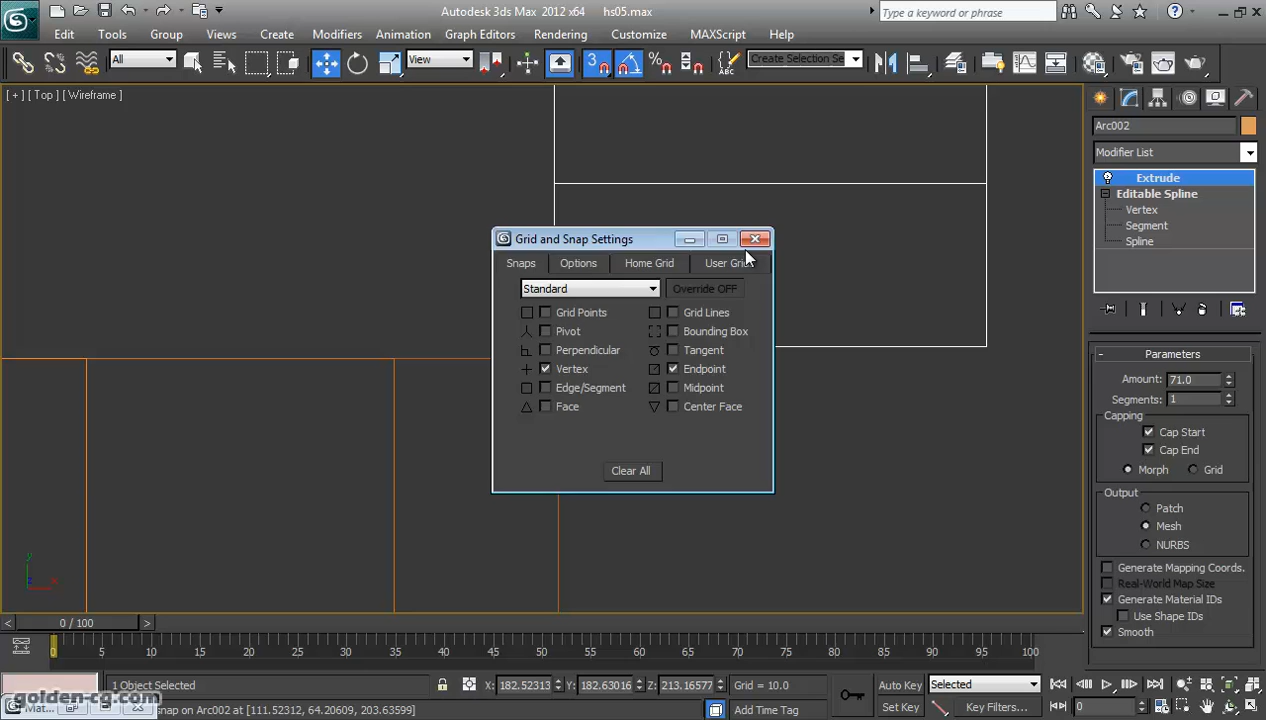 Autodesk 3ds Max 2012 x64 hs05.max
Type a keyword or phrase
Edit Tools Group Views Create Modifiers Animation Graph Editors Rendering Customize MAXScript Help
All View Create Selection Se
3 % ABC
[ + ] [ Top ] [ Wireframe ]
Arc002
Modifier List
Extrude
Editable Spline
Vertex
Segment
Spline
Grid and Snap Settings
Snaps Options Home Grid User Grid
Standard Override OFF
Grid Points Grid Lines
Pivot Bounding Box
Perpendicular Tangent
Vertex Endpoint
Edge/Segment Midpoint
Face Center Face
Clear All
Parameters
Amount: 71.0
Segments: 1
Capping
Cap Start
Cap End
Morph Grid
Output
Patch
Mesh
NURBS
Generate Mapping Coords.
Real-World Map Size
Generate Material IDs
Use Shape IDs
Smooth
y
z x
< 0 / 100 >
0 5 10 15 20 25 30 35 40 45 50 55 60 65 70 75 80 85 90 95 100
1 Object Selected X: 182.52313 Y: 182.63016 Z: 213.16577 Grid = 10.0 Auto Key Selected
golden-cg.com
Mat... snap on Arc002 (111.52312, 64.20609, 203.63599) Add Time Tag Set Key Key Filters... 0